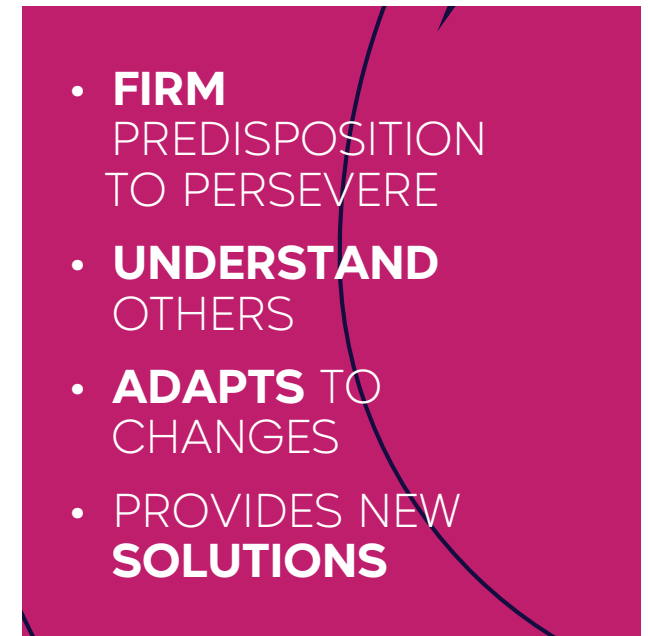 • FIRM
PREDISPOSITION
TO PERSEVERE
• UNDERSTAND
OTHERS
• ADAPTS TO
CHANGES
• PROVIDES NEW
SOLUTIONS